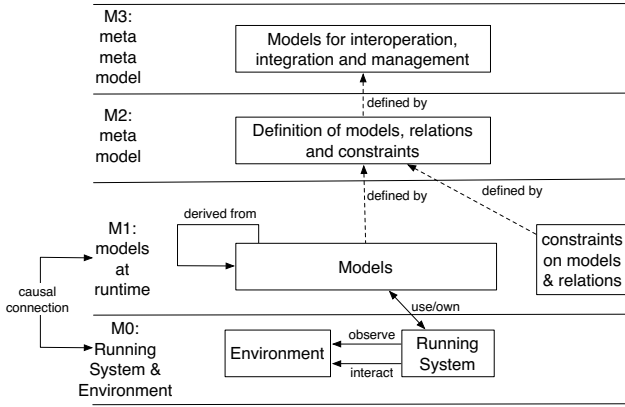 M3:
meta
meta
model
Models for interoperation,
integration and management
defined by
M2:
meta
model
Definition of models, relations
and constraints
defined by
defined by
derived from
M1:
models
at
runtime
Models
constraints
on models
& relations
causal
connection
use/own
M0:
Running
System &
Environment
Environment
observe
interact
Running
System